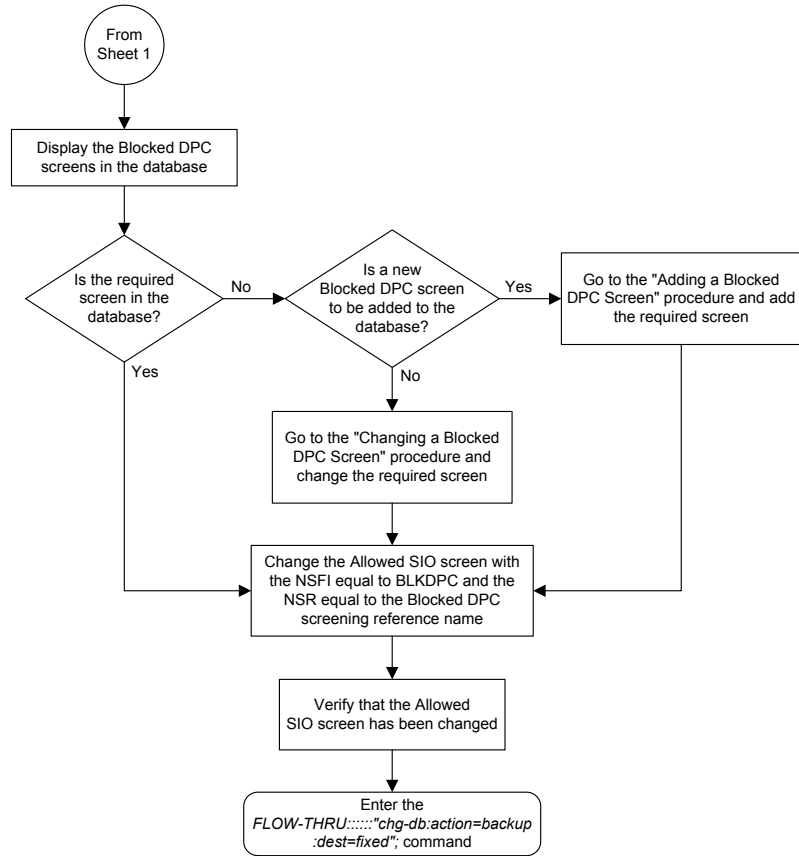 From
Sheet 1
Display the Blocked DPC
screens in the database
Is the required
screen in the
database?
No
Yes
Is a new
Blocked DPC screen
to be added to the
database?
Yes
No
Go to the "Adding a Blocked
DPC Screen" procedure and add
the required screen
Go to the "Changing a Blocked
DPC Screen" procedure and
change the required screen
Change the Allowed SIO screen with
the NSFI equal to BLKDPC and the
NSR equal to the Blocked DPC
screening reference name
Verify that the Allowed
SIO screen has been changed
Enter the
FLOW-THRU::::::"chg-db:action=backup
:dest=fixed"; command